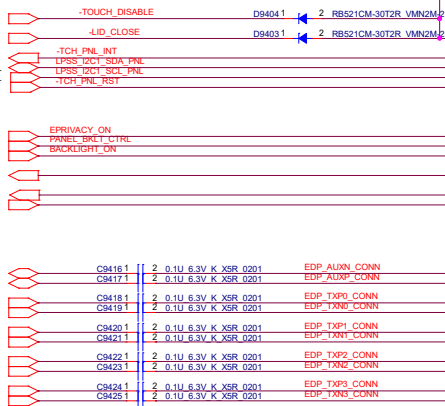 -TOUCH_DISABLE D9404 1 2 RB521CM-30T2R_VMN2M-2
-LID_CLOSE D9403 1 2 RB521CM-30T2R_VMN2M-2
-TCH_PNL_INT
LPSS_I2C1_SDA_PNL
LPSS_I2C1_SCL_PNL
-TCH_PNL_RST
EPRIVACY_ON
PANEL_BKLT_CTRL
BACKLIGHT_ON
C9416 1 2 0.1U_6.3V_K_X5R_0201 EDP_AUXN_CONN
C9417 1 2 0.1U_6.3V_K_X5R_0201 EDP_AUXP_CONN
C9418 1 2 0.1U_6.3V_K_X5R_0201 EDP_TXP0_CONN
C9419 1 2 0.1U_6.3V_K_X5R_0201 EDP_TXN0_CONN
C9420 1 2 0.1U_6.3V_K_X5R_0201 EDP_TXP1_CONN
C9421 1 2 0.1U_6.3V_K_X5R_0201 EDP_TXN1_CONN
C9422 1 2 0.1U_6.3V_K_X5R_0201 EDP_TXP2_CONN
C9423 1 2 0.1U_6.3V_K_X5R_0201 EDP_TXN2_CONN
C9424 1 2 0.1U_6.3V_K_X5R_0201 EDP_TXP3_CONN
C9425 1 2 0.1U_6.3V_K_X5R_0201 EDP_TXN3_CONN